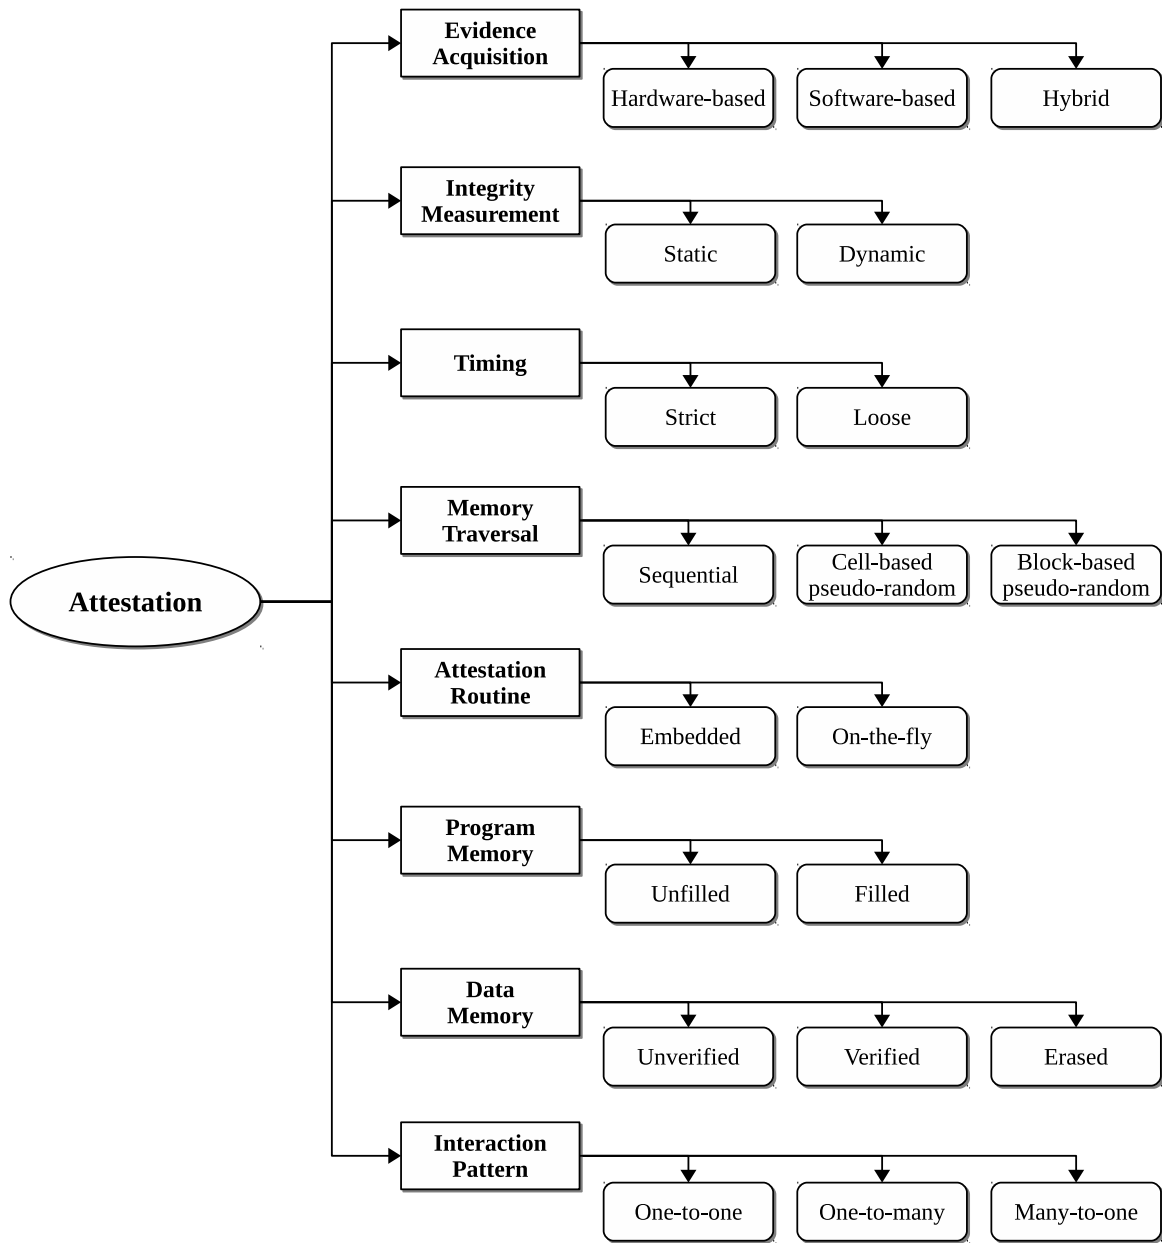 Evidence
Acquisition
Hardware-based
Software-based
Hybrid
Integrity
Measurement
Static
Dynamic
Timing
Strict
Loose
Memory
Traversal
Sequential
Cell-based
pseudo-random
Block-based
pseudo-random
Attestation
Attestation
Routine
Embedded
On-the-fly
Program
Memory
Unfilled
Filled
Data
Memory
Unverified
Verified
Erased
Interaction
Pattern
One-to-one
One-to-many
Many-to-one